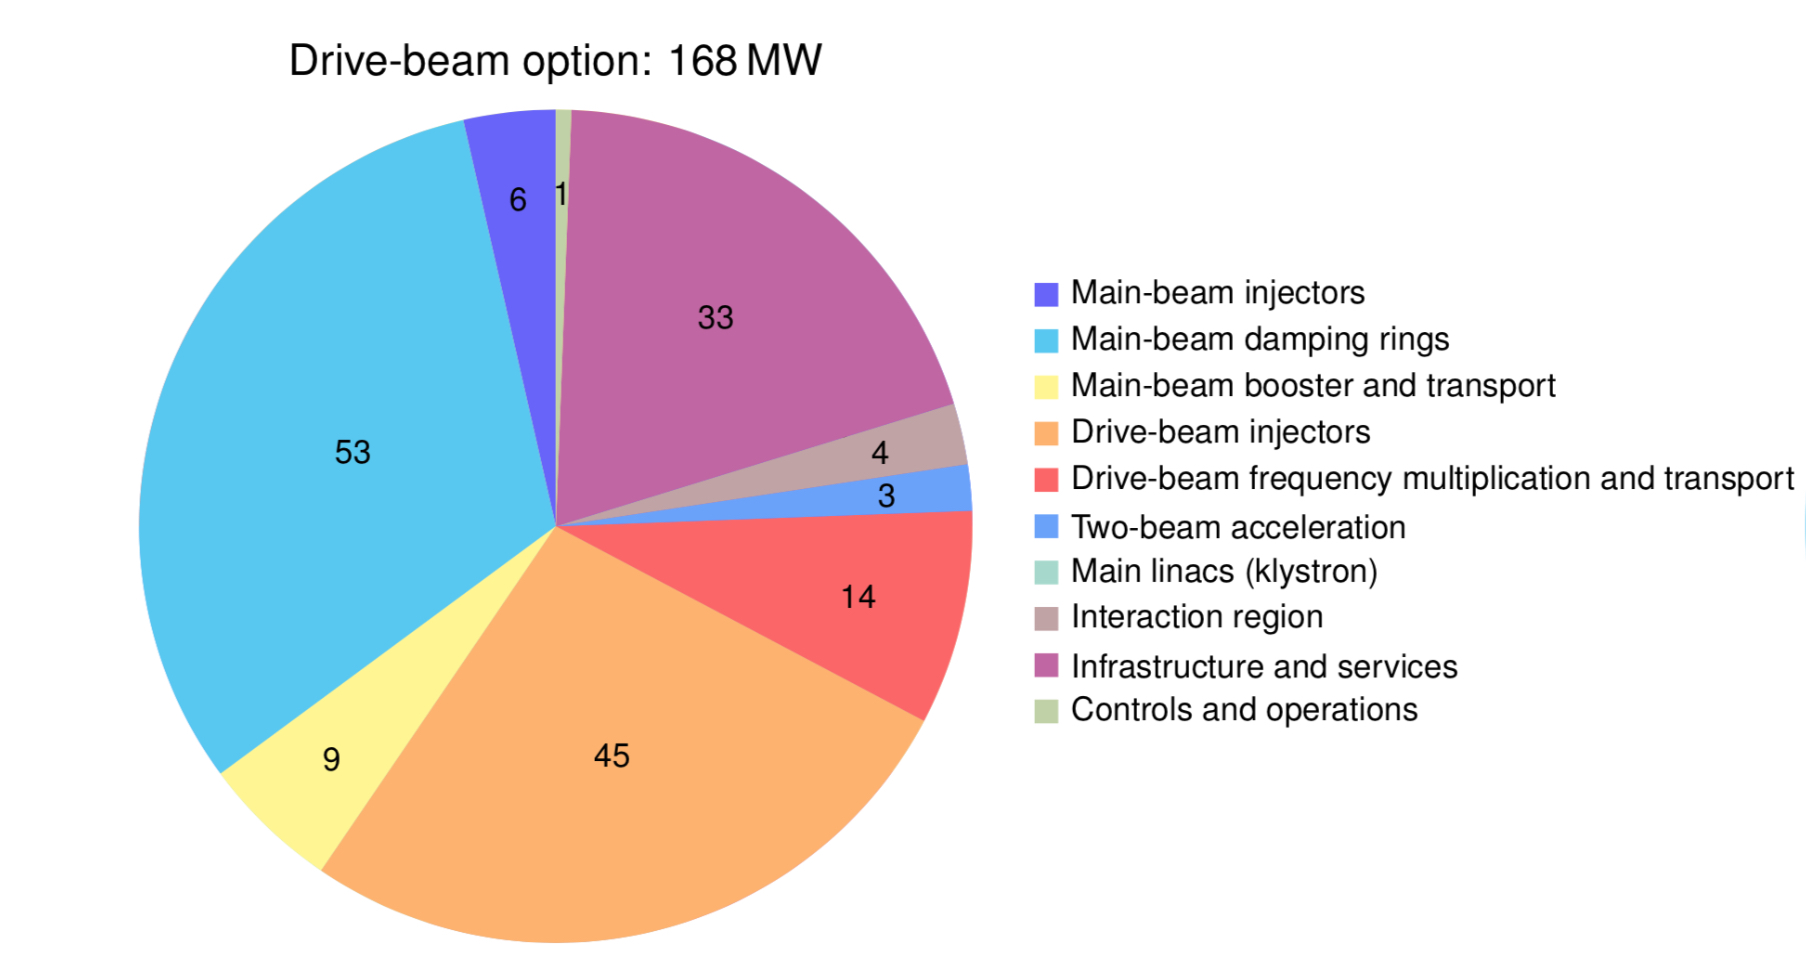 Drive-beam option: 168 MW
6
1
33
53
4
3
14
9
45
Main-beam injectors
Main-beam damping rings
Main-beam booster and transport
Drive-beam injectors
Drive-beam frequency multiplication and transport
Two-beam acceleration
Main linacs (klystron)
Interaction region
Infrastructure and services
Controls and operations